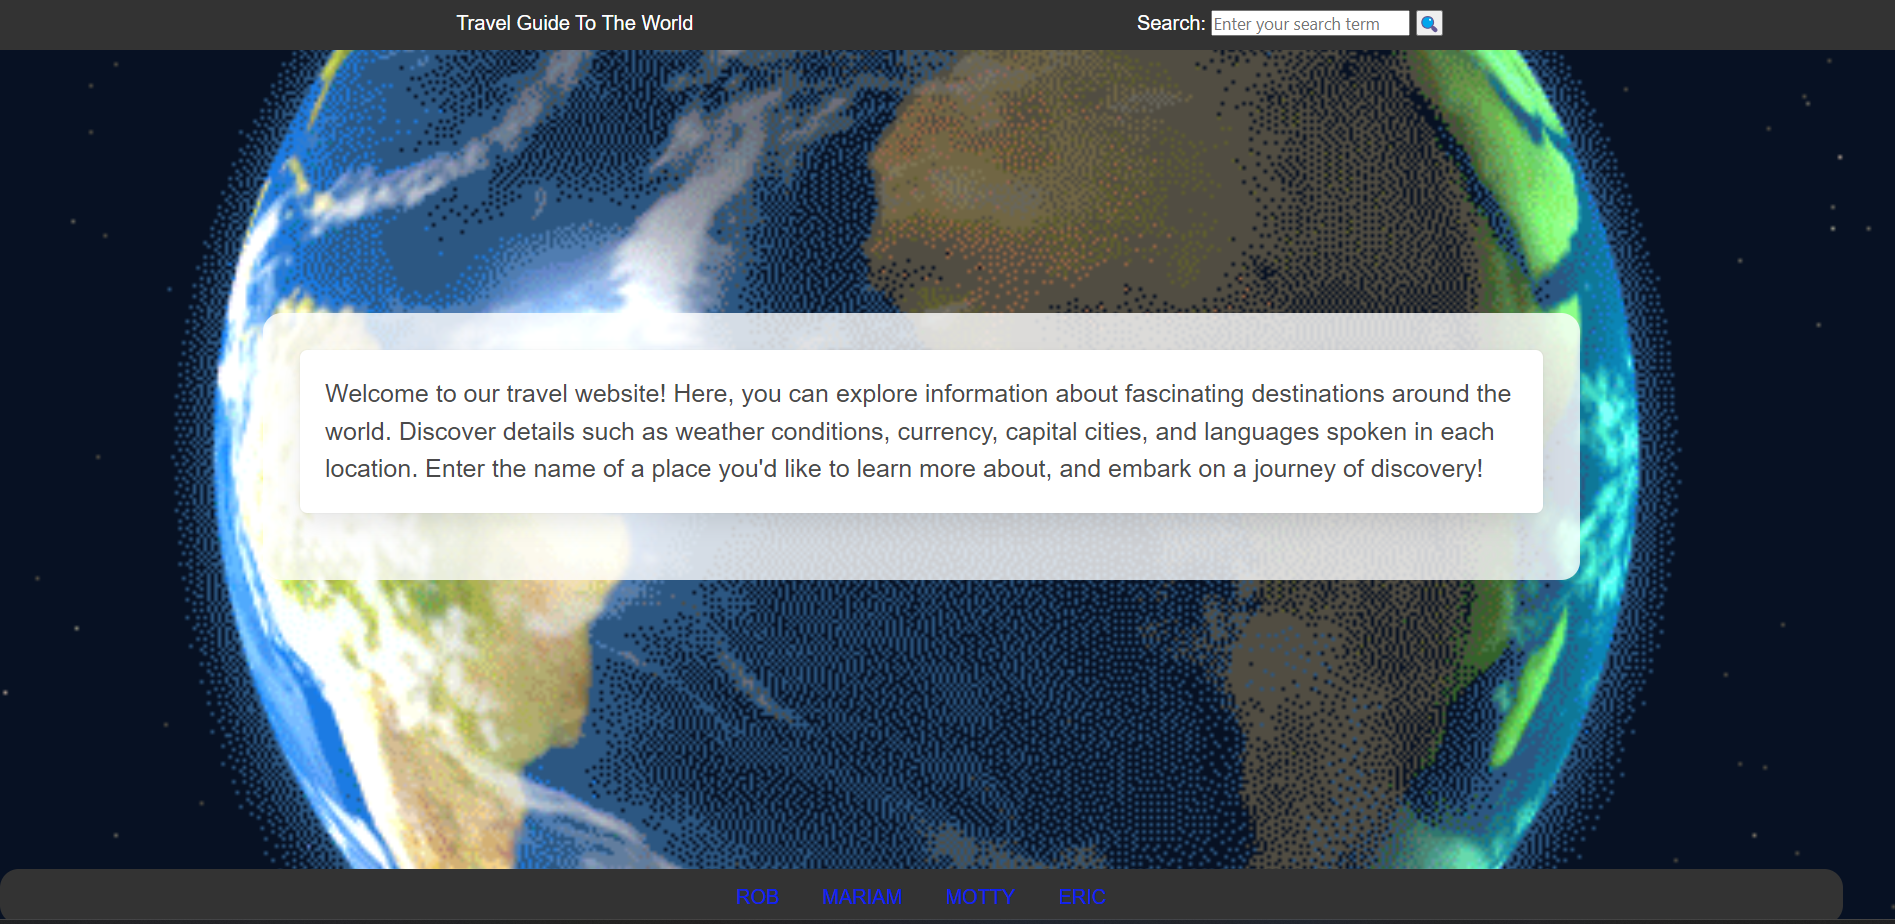 Travel Guide To The World
Search: Enter your search term
Welcome to our travel website! Here, you can explore information about fascinating destinations around the
world. Discover details such as weather conditions, currency, capital cities, and languages spoken in each
location. Enter the name of a place you'd like to learn more about, and embark on a journey of discovery!
ROB MARIAM MOTTY ERIC